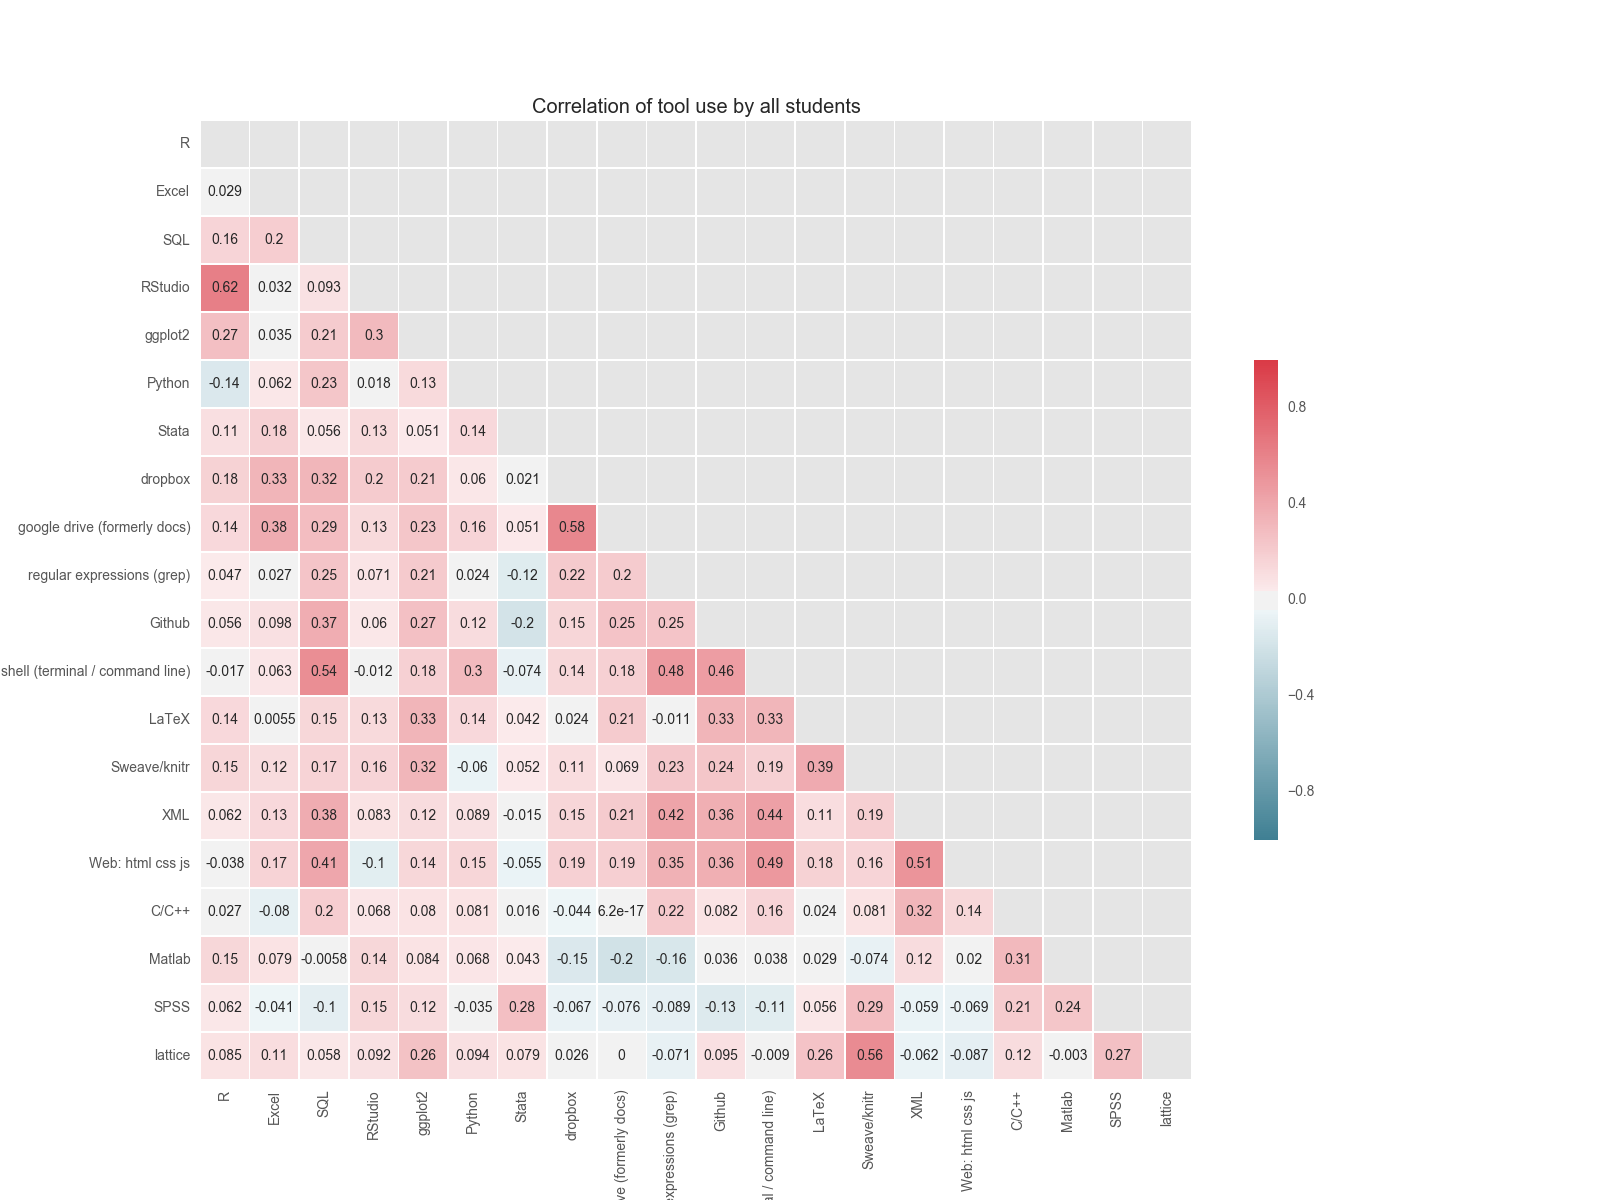 Correlation of tool use by all students
R
Excel 0.029
SQL 0.16 0.2
RStudio 0.62 0.032 0.093
ggplot2 0.27 0.035 0.21 0.3
Python -0.14 0.062 0.23 0.018 0.13
Stata 0.11 0.18 0.056 0.13 0.051 0.14
dropbox 0.18 0.33 0.32 0.2 0.21 0.06 0.021
google drive (formerly docs) 0.14 0.38 0.29 0.13 0.23 0.16 0.051 0.58
regular expressions (grep) 0.047 0.027 0.25 0.071 0.21 0.024 -0.12 0.22 0.2
Github 0.056 0.098 0.37 0.06 0.27 0.12 -0.2 0.15 0.25 0.25
shell (terminal / command line) -0.017 0.063 0.54 -0.012 0.18 0.3 -0.074 0.14 0.18 0.48 0.46
LaTeX 0.14 0.0055 0.15 0.13 0.33 0.14 0.042 0.024 0.21 -0.011 0.33 0.33
Sweave/knitr 0.15 0.12 0.17 0.16 0.32 -0.06 0.052 0.11 0.069 0.23 0.24 0.19 0.39
XML 0.062 0.13 0.38 0.083 0.12 0.089 -0.015 0.15 0.21 0.42 0.36 0.44 0.11 0.19
Web: html css js -0.038 0.17 0.41 -0.1 0.14 0.15 -0.055 0.19 0.19 0.35 0.36 0.49 0.18 0.16 0.51
C/C++ 0.027 -0.08 0.2 0.068 0.08 0.081 0.016 -0.044 6.2e-17 0.22 0.082 0.16 0.024 0.081 0.32 0.14
Matlab 0.15 0.079 -0.0058 0.14 0.084 0.068 0.043 -0.15 -0.2 -0.16 0.036 0.038 0.029 -0.074 0.12 0.02 0.31
SPSS 0.062 -0.041 -0.1 0.15 0.12 -0.035 0.28 -0.067 -0.076 -0.089 -0.13 -0.11 0.056 0.29 -0.059 -0.069 0.21 0.24
lattice 0.085 0.11 0.058 0.092 0.26 0.094 0.079 0.026 0 -0.071 0.095 -0.009 0.26 0.56 -0.062 -0.087 0.12 -0.003 0.27
R
Excel
SQL
RStudio
ggplot2
Python
Stata
dropbox
(formerly docs)
expressions (grep)
Github
/ command line)
LaTeX
Sweave/knitr
XML
Web: html css js
C/C++
Matlab
SPSS
lattice
0.8
0.4
0.0
−0.4
−0.8